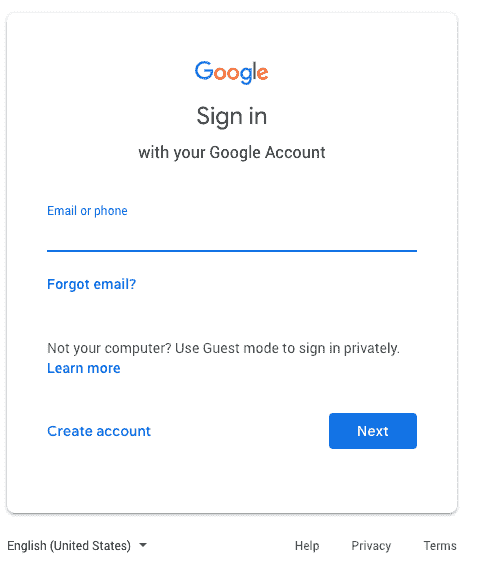 Google
Sign in
with your Google Account
Email or phone
Forgot email?
Not your computer? Use Guest mode to sign in privately.
Learn more
Create account Next
English (United States) Help Privacy Terms